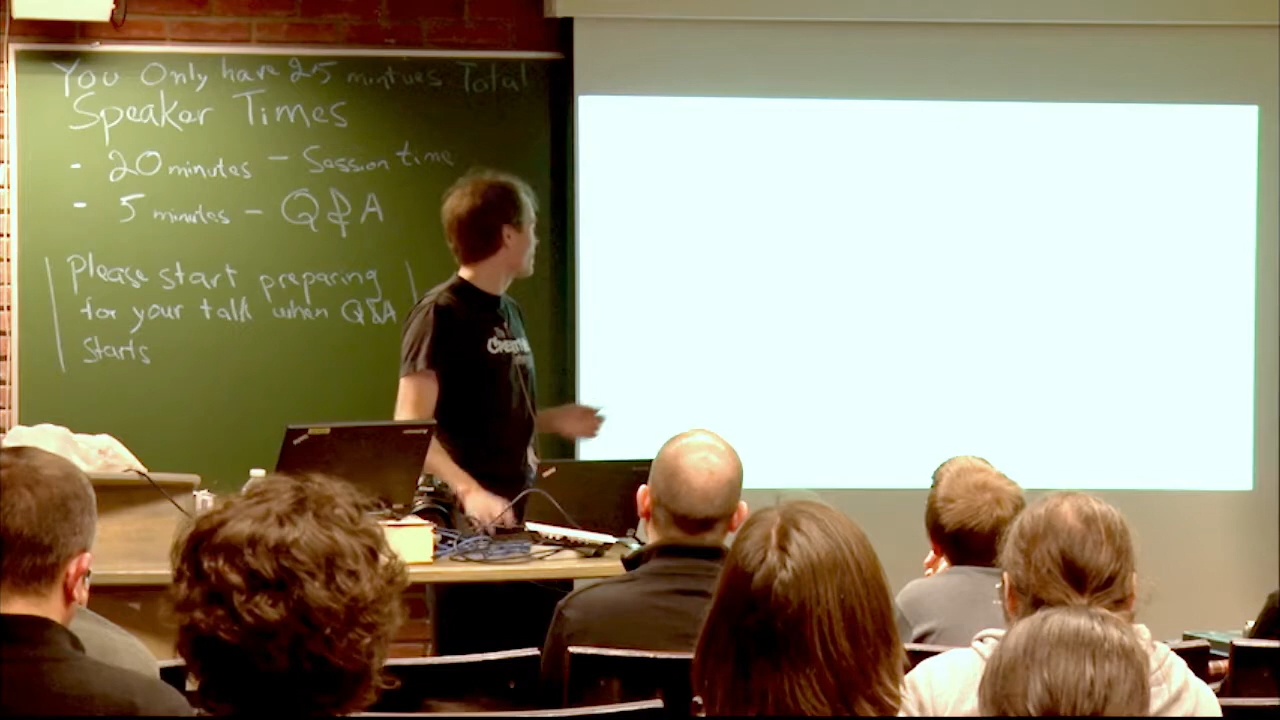 You Only have 25 mintues Total
Speaker Times
- 20 minutes - Session time
- 5 minutes - Q&A
Please start preparing
for your talk when Q&A
starts